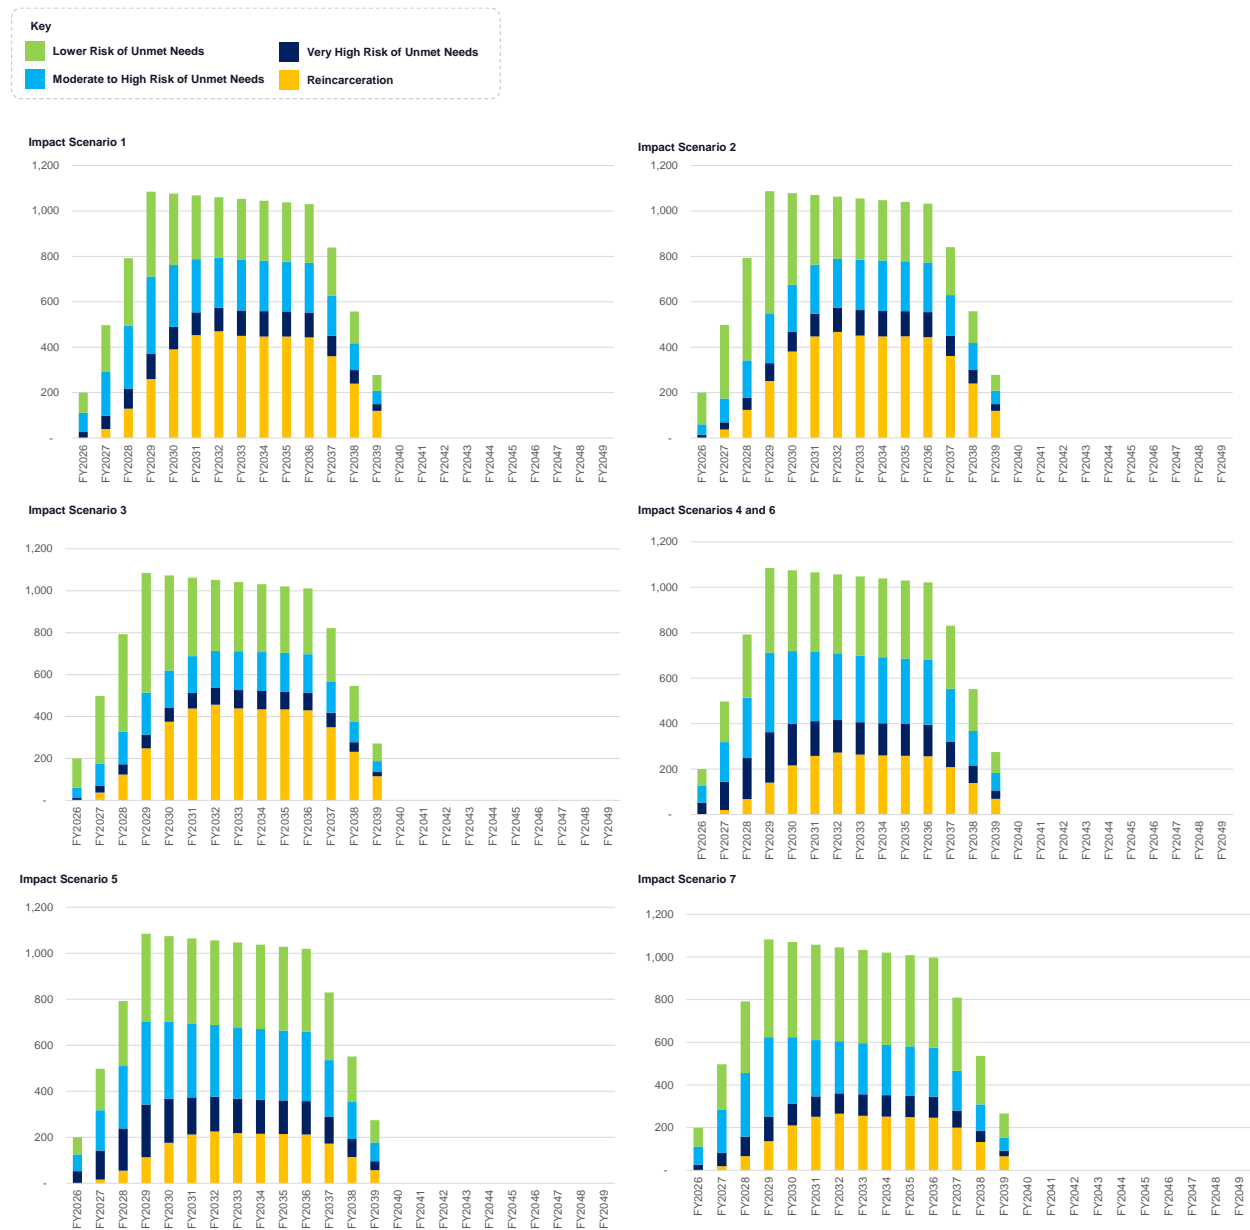 Key
Lower Risk of Unmet Needs
Very High Risk of Unmet Needs
Moderate to High Risk of Unmet Needs
Reincarceration
Impact Scenario 1
1,200
1,000
800
600
400
200
-
FY2026 FY2027 FY2028 FY2029 FY2030 FY2031 FY2032 FY2033 FY2034 FY2035 FY2036 FY2037 FY2038 FY2039 FY2040 FY2041 FY2042 FY2043 FY2044 FY2045 FY2046 FY2047 FY2048 FY2049
Impact Scenario 2
1,200
1,000
800
600
400
200
-
FY2026 FY2027 FY2028 FY2029 FY2030 FY2031 FY2032 FY2033 FY2034 FY2035 FY2036 FY2037 FY2038 FY2039 FY2040 FY2041 FY2042 FY2043 FY2044 FY2045 FY2046 FY2047 FY2048 FY2049
Impact Scenario 3
1,200
1,000
800
600
400
200
-
FY2026 FY2027 FY2028 FY2029 FY2030 FY2031 FY2032 FY2033 FY2034 FY2035 FY2036 FY2037 FY2038 FY2039 FY2040 FY2041 FY2042 FY2043 FY2044 FY2045 FY2046 FY2047 FY2048 FY2049
Impact Scenarios 4 and 6
1,200
1,000
800
600
400
200
-
FY2026 FY2027 FY2028 FY2029 FY2030 FY2031 FY2032 FY2033 FY2034 FY2035 FY2036 FY2037 FY2038 FY2039 FY2040 FY2041 FY2042 FY2043 FY2044 FY2045 FY2046 FY2047 FY2048 FY2049
Impact Scenario 5
1,200
1,000
800
600
400
200
-
FY2026 FY2027 FY2028 FY2029 FY2030 FY2031 FY2032 FY2033 FY2034 FY2035 FY2036 FY2037 FY2038 FY2039 FY2040 FY2041 FY2042 FY2043 FY2044 FY2045 FY2046 FY2047 FY2048 FY2049
Impact Scenario 7
1,200
1,000
800
600
400
200
-
FY2026 FY2027 FY2028 FY2029 FY2030 FY2031 FY2032 FY2033 FY2034 FY2035 FY2036 FY2037 FY2038 FY2039 FY2040 FY2041 FY2042 FY2043 FY2044 FY2045 FY2046 FY2047 FY2048 FY2049